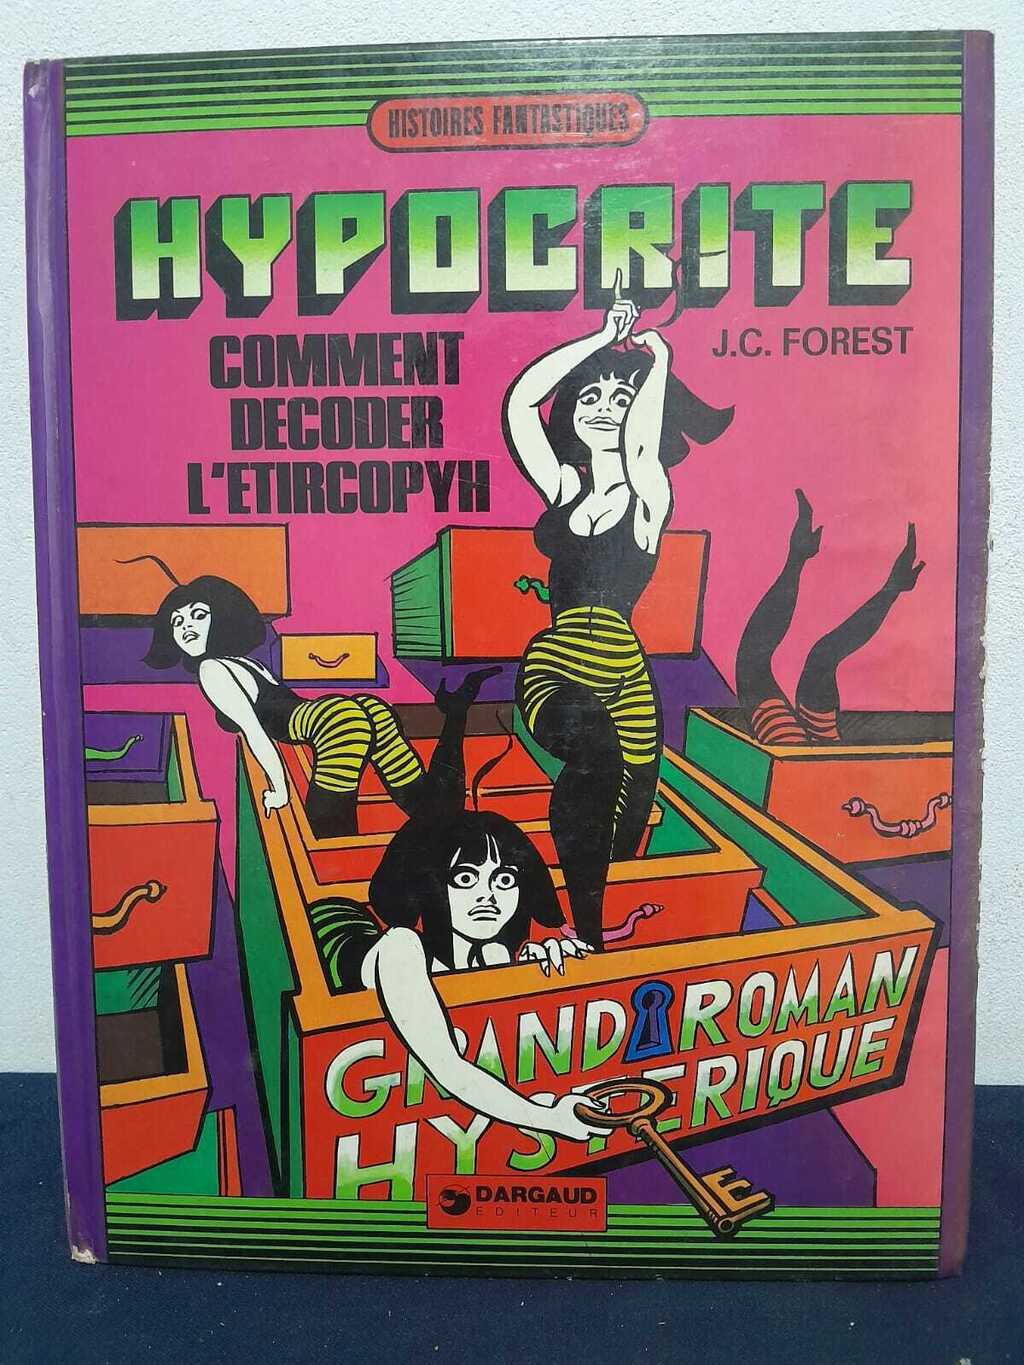 HISTOIRES FANTASTIQUES
HYPOCRITE
J.C. FOREST
COMMENT
DECODER
L'ETIRCOPYH
GRAND ROMAN
HYSTERIQUE
DARGAUD
EDITEUR